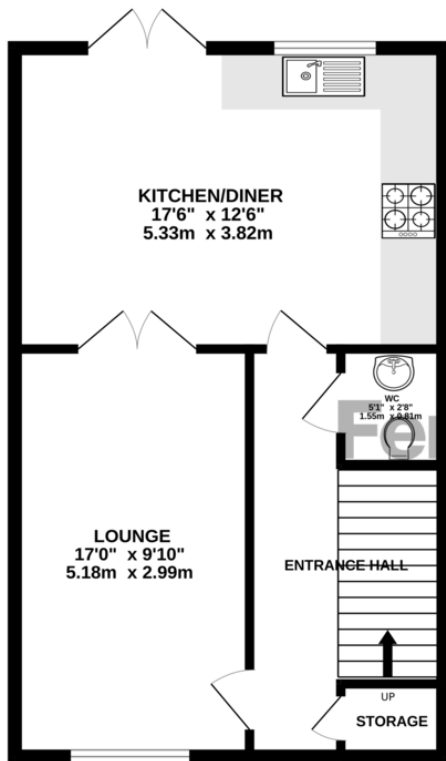 KITCHEN/DINER
17'6" x 12'6"
5.33m x 3.82m
WC
5'1" x 2'8"
1.55m x 0.81m
Fe
LOUNGE
17'0" x 9'10"
5.18m x 2.99m
ENTRANCE HALL
UP
STORAGE